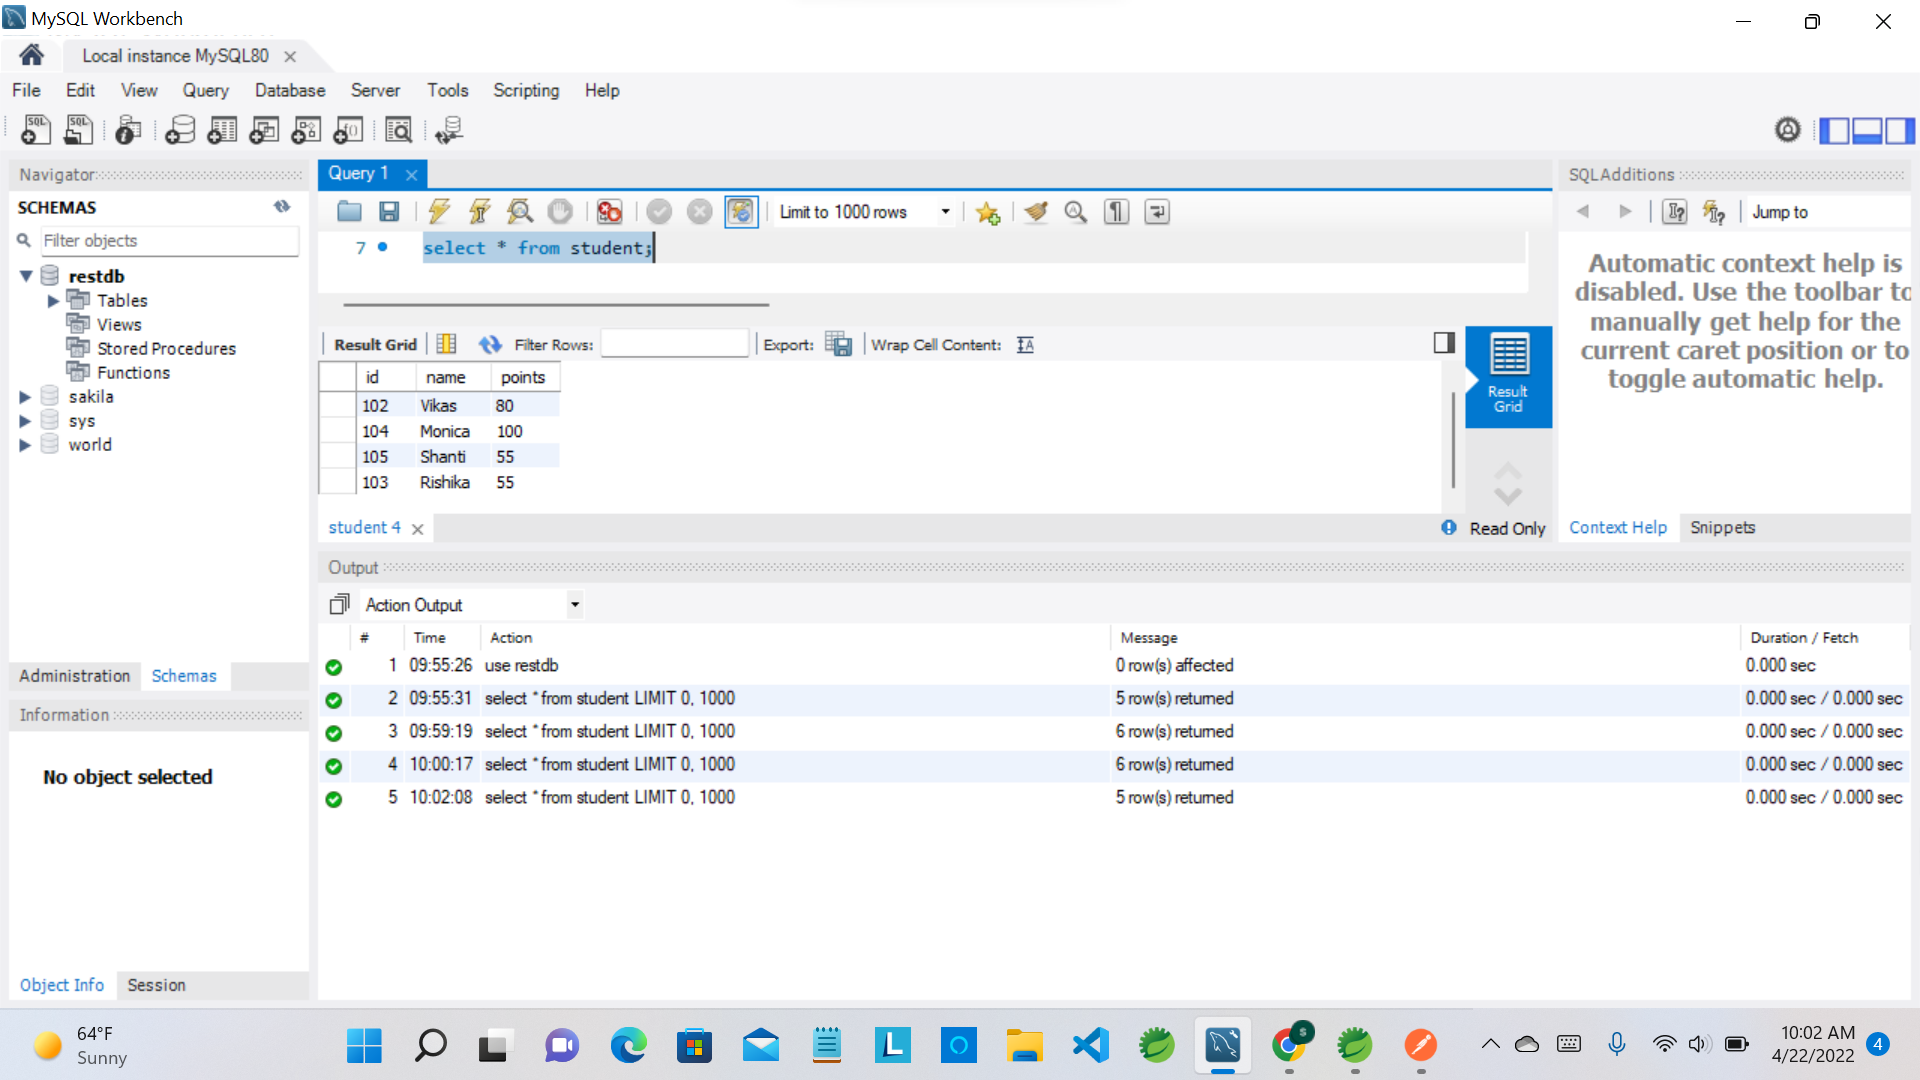 MySQL Workbench
Local instance MySQL80
File Edit View Query Database Server Tools Scripting Help
Navigator
SCHEMAS
Filter objects
restdb
Tables
Views
Stored Procedures
Functions
sakila
sys
world
Administration Schemas
Information
No object selected
Object Info Session
Query 1
Limit to 1000 rows
7 select * from student;
Result Grid Filter Rows: Export: Wrap Cell Content:
id name points
102 Vikas 80
104 Monica 100
105 Shanti 55
103 Rishika 55
Result
Grid
student 4
Read Only
SQLAdditions
Jump to
Automatic context help is
disabled. Use the toolbar to
manually get help for the
current caret position or to
toggle automatic help.
Context Help Snippets
Output
Action Output
# Time Action Message Duration / Fetch
1 09:55:26 use restdb 0 row(s) affected 0.000 sec
2 09:55:31 select * from student LIMIT 0, 1000 5 row(s) returned 0.000 sec / 0.000 sec
3 09:59:19 select * from student LIMIT 0, 1000 6 row(s) returned 0.000 sec / 0.000 sec
4 10:00:17 select * from student LIMIT 0, 1000 6 row(s) returned 0.000 sec / 0.000 sec
5 10:02:08 select * from student LIMIT 0, 1000 5 row(s) returned 0.000 sec / 0.000 sec
64°F
Sunny
10:02 AM
4/22/2022
4